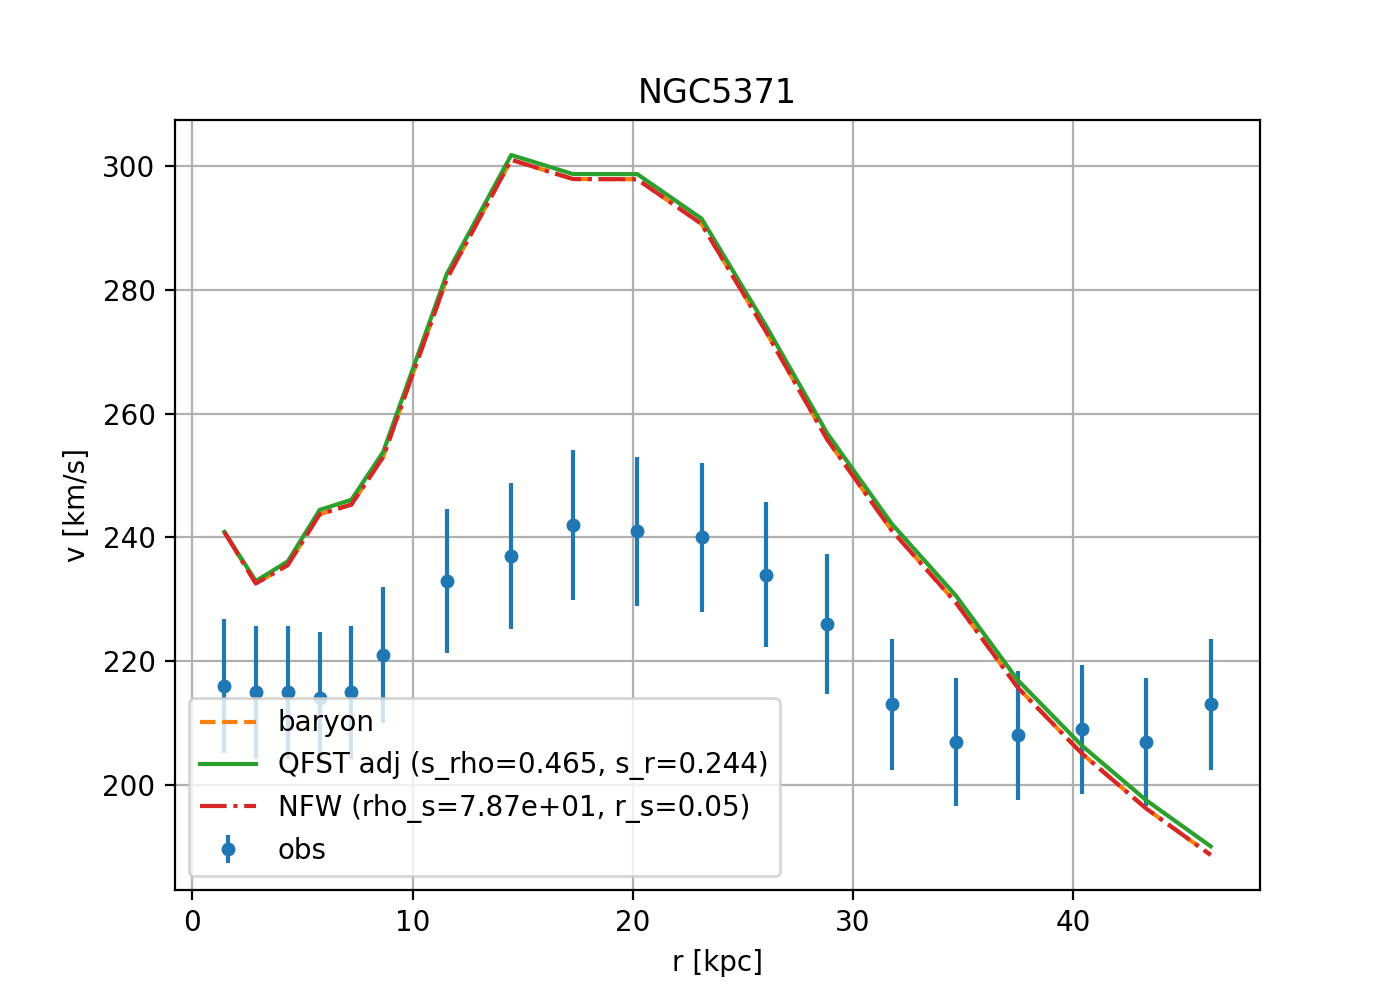 NGC5371
300
280
260
240
220
200
v [km/s]
baryon
QFST adj (s_rho=0.465, s_r=0.244)
NFW (rho_s=7.87e+01, r_s=0.05)
obs
0 10 20 30 40
r [kpc]